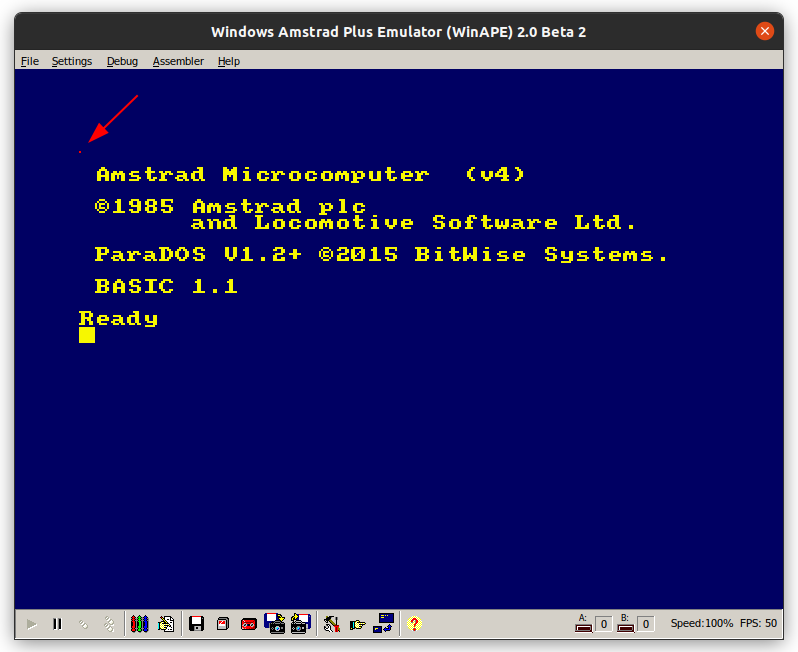 Windows Amstrad Plus Emulator (WinAPE) 2.0 Beta 2
File Settings Debug Assembler Help
Amstrad Microcomputer (v4)
©1985 Amstrad plc
and Locomotive Software Ltd.
ParaDOS V1.2+ ©2015 BitWise Systems.
BASIC 1.1
Ready
A: 0 B: 0 Speed:100% FPS: 50